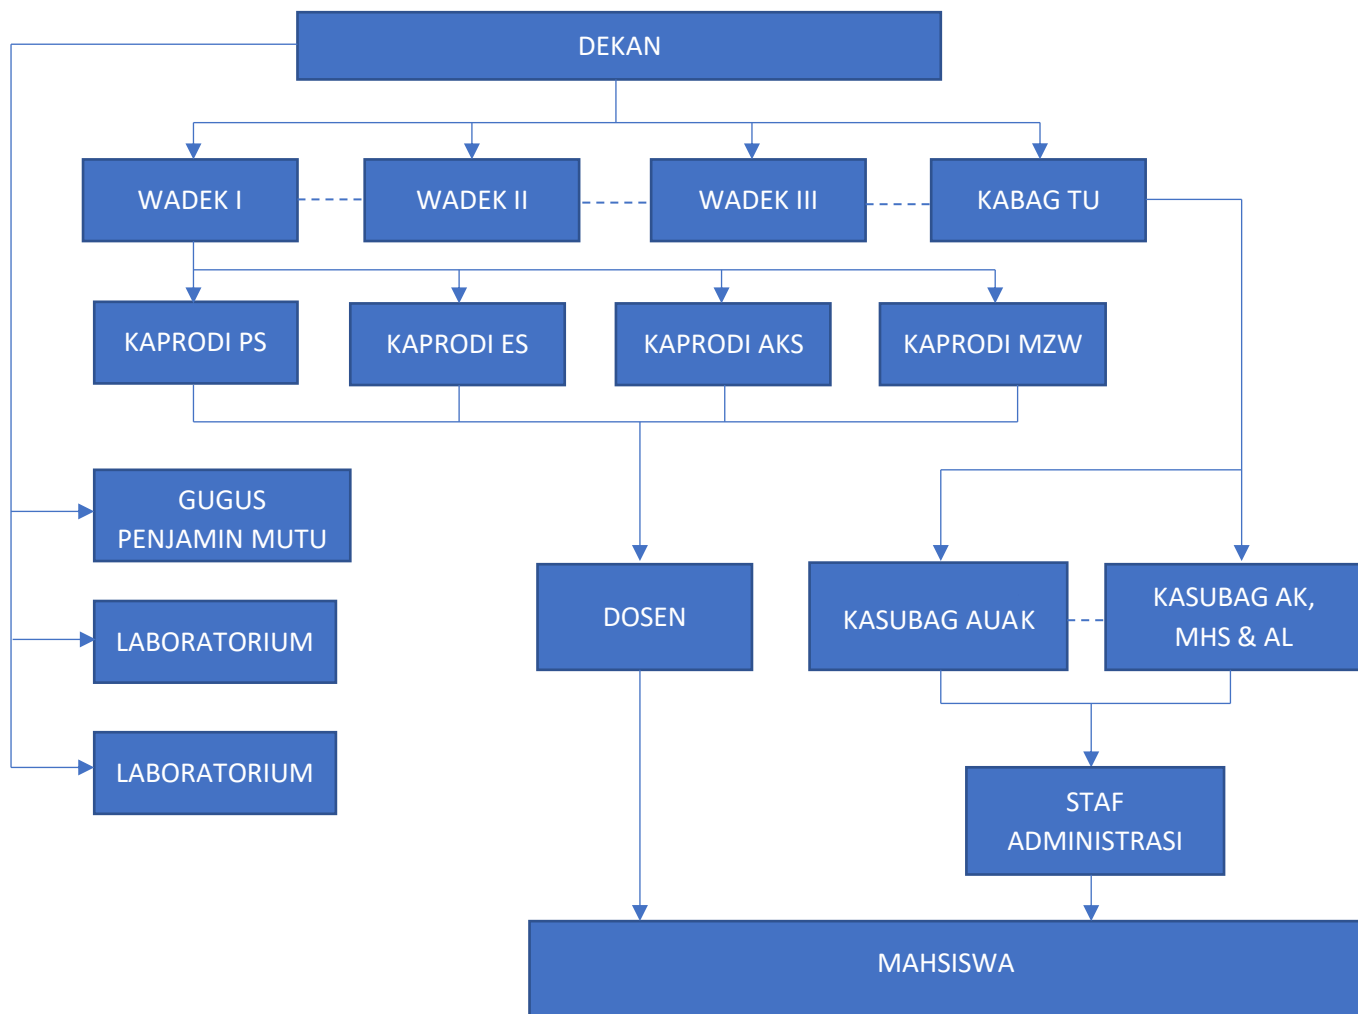 DEKAN
WADEK I
WADEK II
WADEK III
KABAG TU
KAPRODI PS
KAPRODI ES
KAPRODI AKS
KAPRODI MZW
GUGUS
PENJAMIN MUTU
LABORATORIUM
LABORATORIUM
DOSEN
KASUBAG AUAK
KASUBAG AK,
MHS & AL
STAF
ADMINISTRASI
MAHSISWA